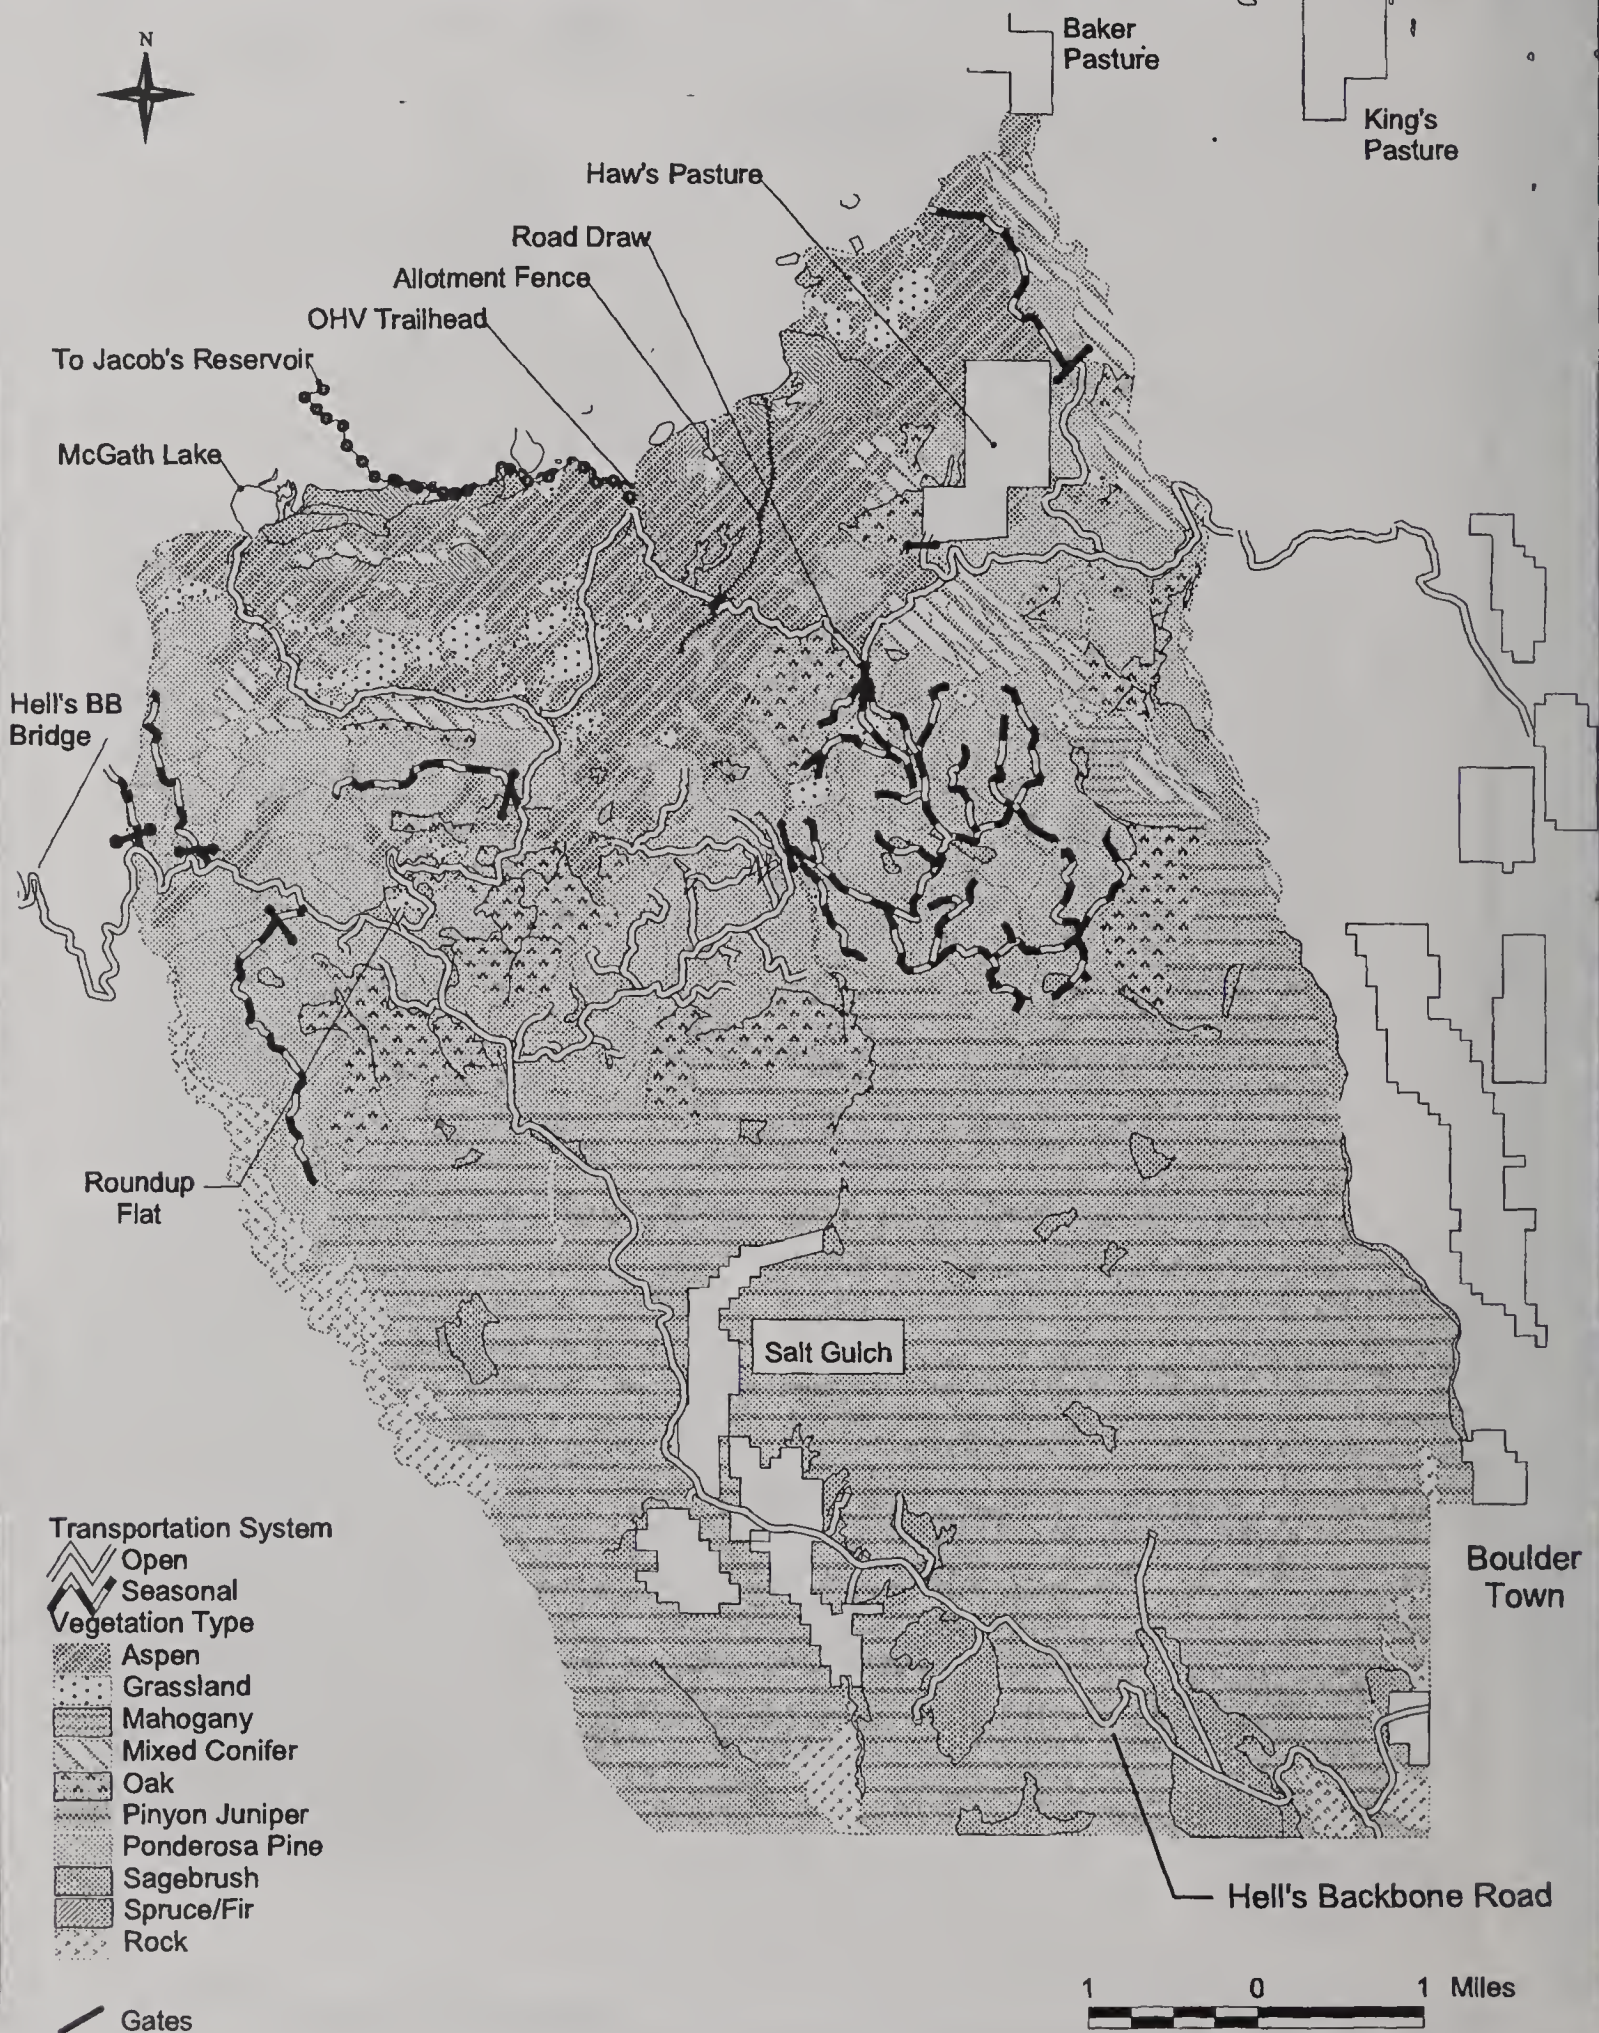 N
Baker
Pasture
King's
Pasture
Haw's Pasture
Road Draw
Allotment Fence
OHV Trailhead
To Jacob's Reservoir
McGath Lake
Hell's BB
Bridge
Roundup
Flat
Salt Gulch
Boulder
Town
Transportation System
Open
Seasonal
Vegetation Type
Aspen
Grassland
Mahogany
Mixed Conifer
Oak
Pinyon Juniper
Ponderosa Pine
Sagebrush
Spruce/Fir
Rock
Gates
Hell's Backbone Road
1 0 1 Miles